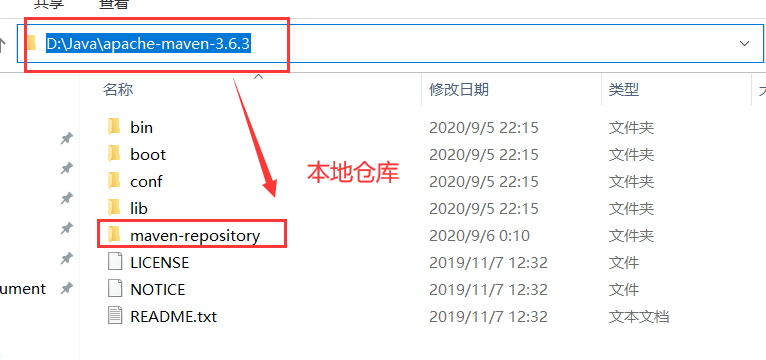 共享 查看
D:\Java\apache-maven-3.6.3
名称 修改日期 类型
bin 2020/9/5 22:15 文件夹
boot 2020/9/5 22:15 文件夹
conf 2020/9/5 22:15 文件夹
本地仓库
lib 2020/9/5 22:15 文件夹
maven-repository 2020/9/6 0:10 文件夹
LICENSE 2019/11/7 12:32 文件
ument NOTICE 2019/11/7 12:32 文件
README.txt 2019/11/7 12:32 文本文档